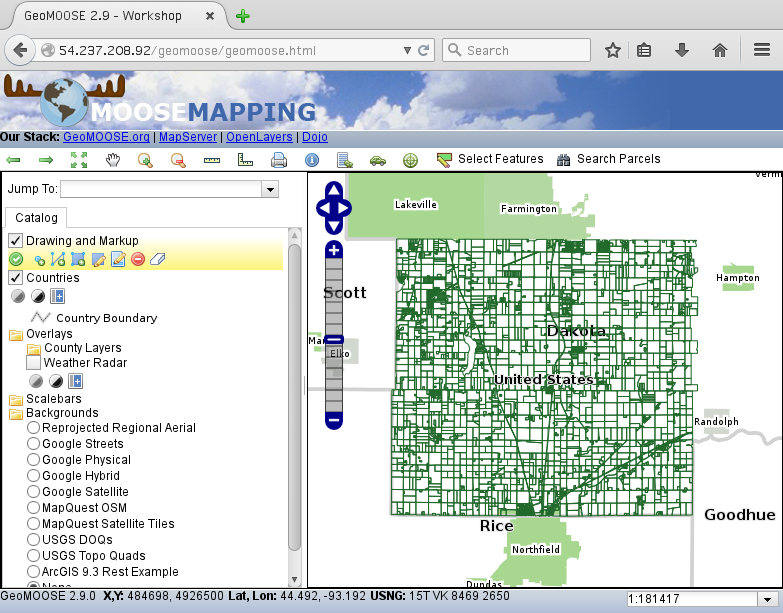 GeoMOOSE 2.9 - Workshop
54.237.208.92/geomoose/geomoose.html
Search
MOOSEMAPPING
Our Stack: GeoMOOSE.org | MapServer | OpenLayers | Dojo
Select Features
Search Parcels
Jump To:
Catalog
Drawing and Markup
Countries
Country Boundary
Overlays
County Layers
Weather Radar
Scalebars
Backgrounds
Reprojected Regional Aerial
Google Streets
Google Physical
Google Hybrid
Google Satellite
MapQuest OSM
MapQuest Satellite Tiles
USGS DOQs
USGS Topo Quads
ArcGIS 9.3 Rest Example
None
Lakeville
Farmington
Hampton
Scott
Dakota
Elko
United States
Randolph
Goodhue
Rice
Northfield
Dundas
GeoMOOSE 2.9.0 X,Y: 484698, 4926500 Lat, Lon: 44.492, -93.192 USNG: 15T VK 8469 2650
1:181417